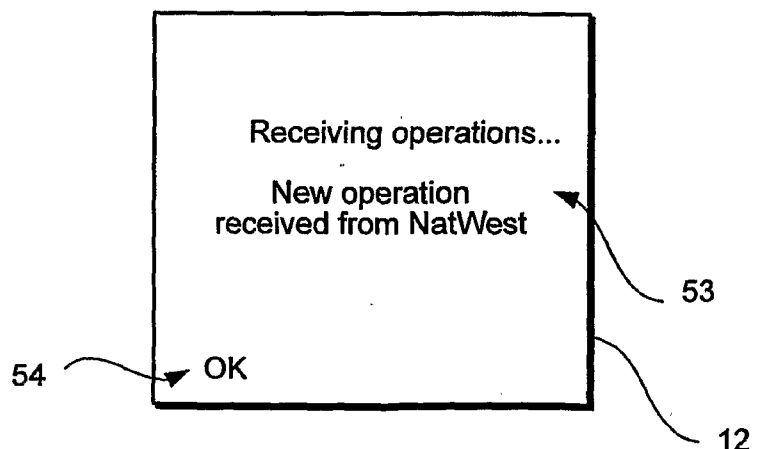 Receiving operations...
New operation
received from NatWest
53
OK
54
12